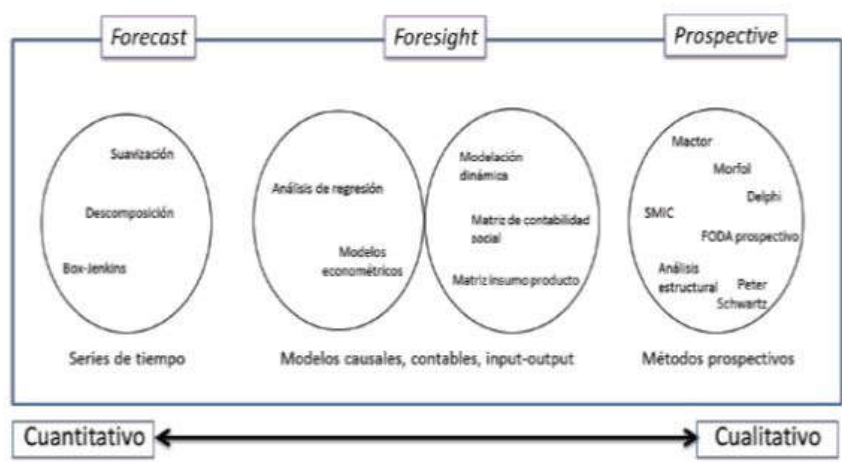 Forecast
Foresight
Prospective
Suavización
Descomposición
Box-Jenkins
Series de tiempo
Análisis de regresión
Modelos
econométricos
Modelación
dinámica
Matriz de contabilidad
social
Matriz insumo producto
Modelos causales, contables, input-output
Mactor
Morfol
Delphi
SMIC
FODA prospectivo
Análisis
estructural
Peter
Schwartz
Métodos prospectivos
Cuantitativo
Cualitativo